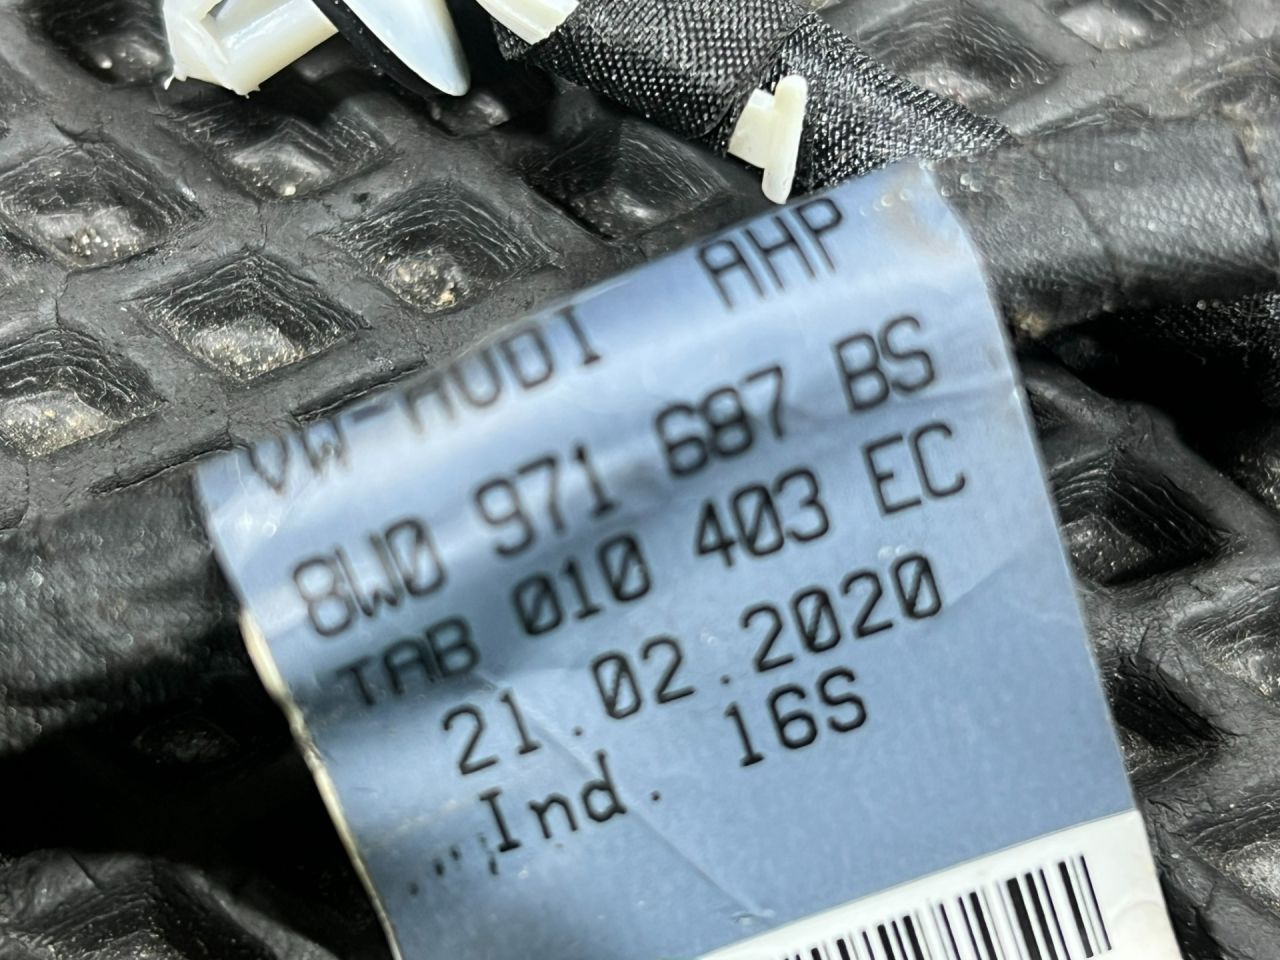 VW-AUDI AHP
8W0 971 687 BS
TAB 010 403 EC
21.02.2020
Ind. 16S